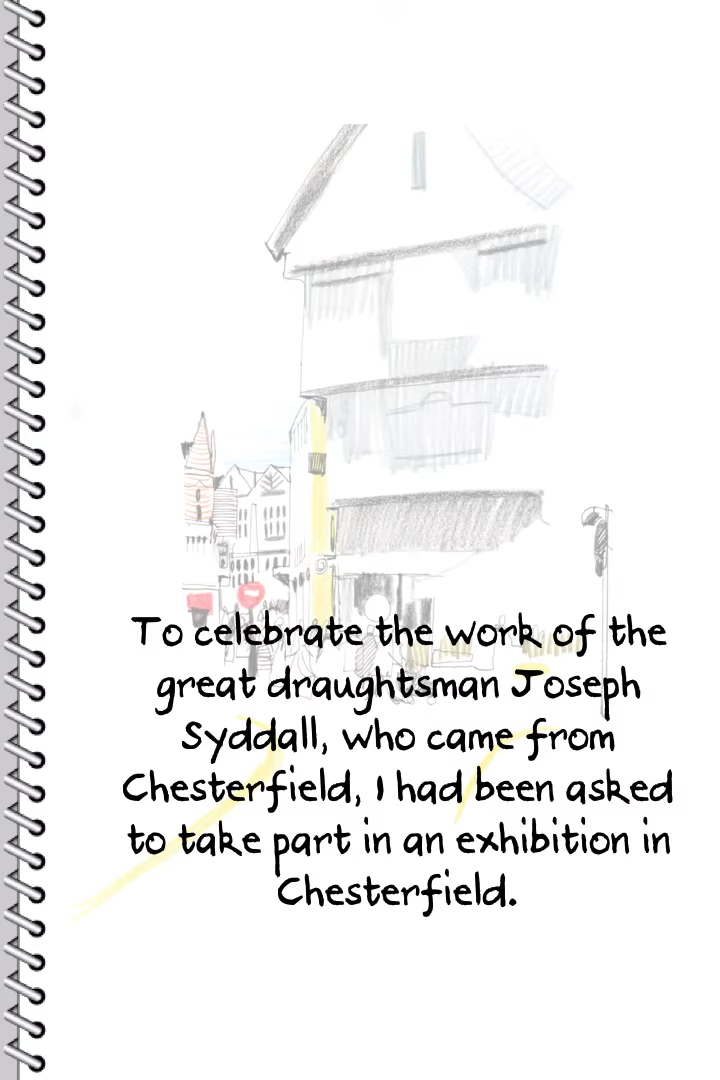 To celebrate the work of the
great draughtsman Joseph
Syddall, who came from
Chesterfield, I had been asked
to take part in an exhibition in
Chesterfield.